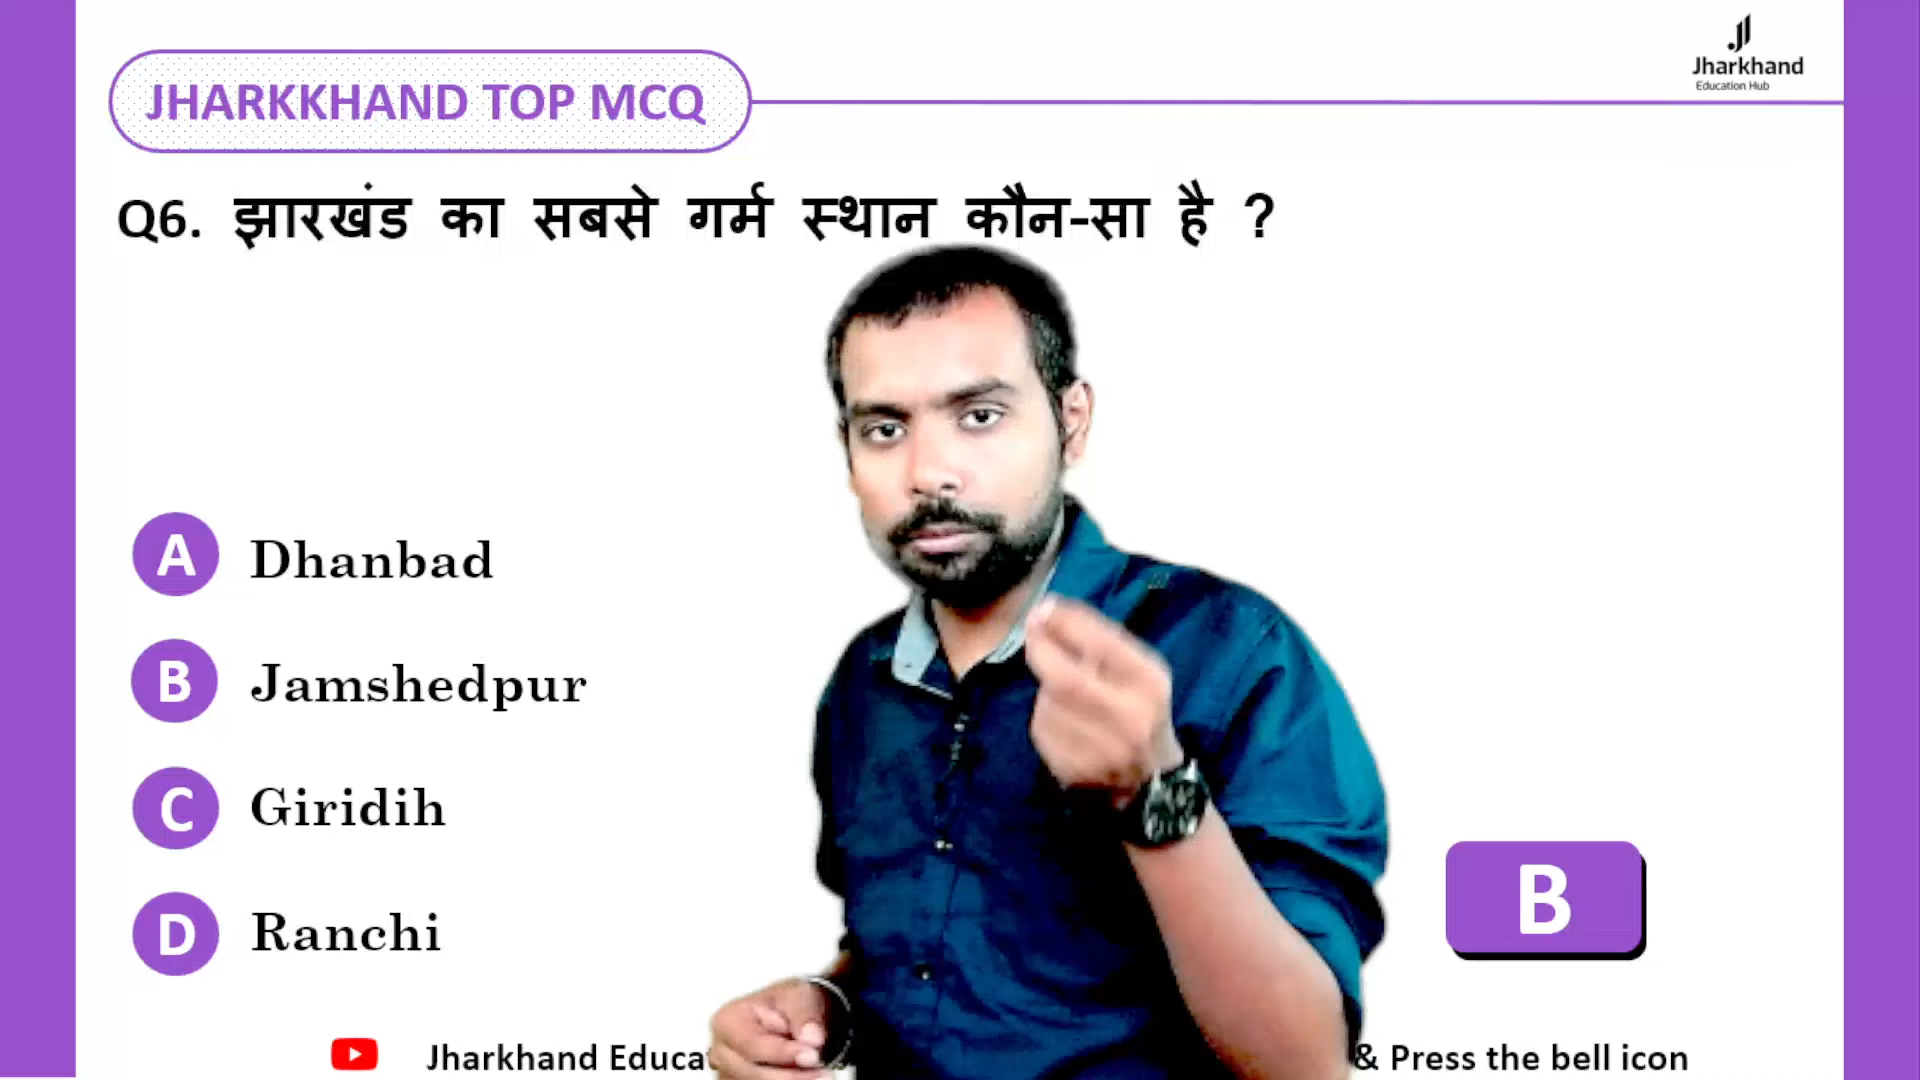 Jharkhand
Education Hub
JHARKKHAND TOP MCQ
Q6. झारखंड का सबसे गर्म स्थान कौन-सा है ?
A Dhanbad
B Jamshedpur
C Giridih
D Ranchi
B
Jharkhand & Press the bell icon